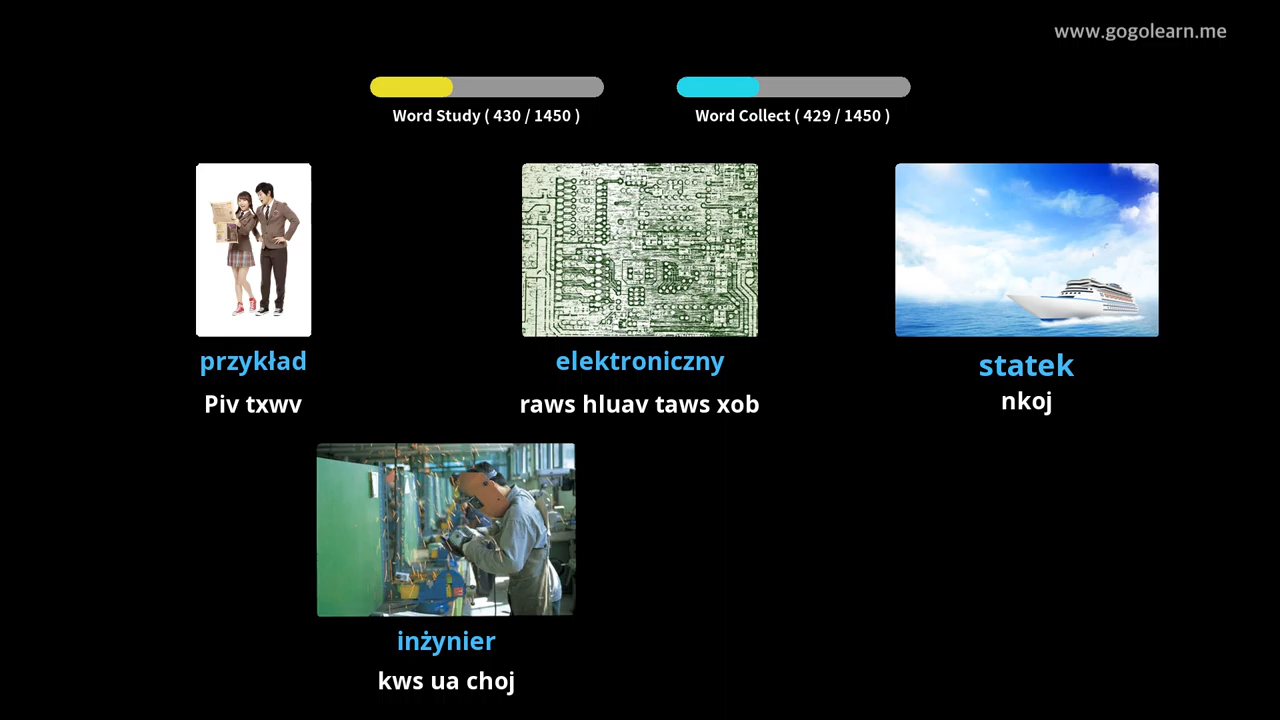 www.gogolearn.me
Word Study ( 430 / 1450 )
Word Collect ( 429 / 1450 )
przykład
elektroniczny
statek
Piv txwv
raws hluav taws xob
nkoj
inżynier
kws ua choj